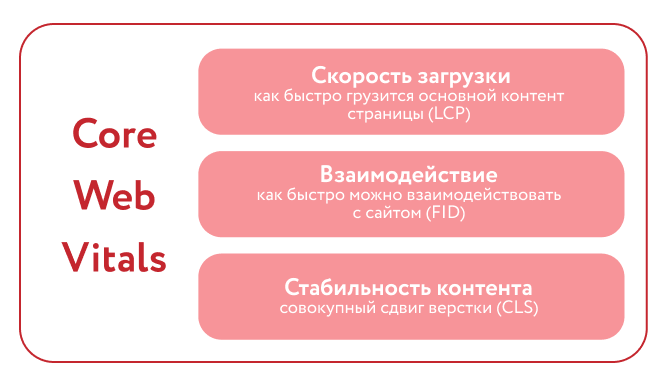 Core
Web
Vitals
Скорость загрузки
как быстро грузится основной контент
страницы (LCP)
Взаимодействие
как быстро можно взаимодействовать
с сайтом (FID)
Стабильность контента
совокупный сдвиг верстки (CLS)